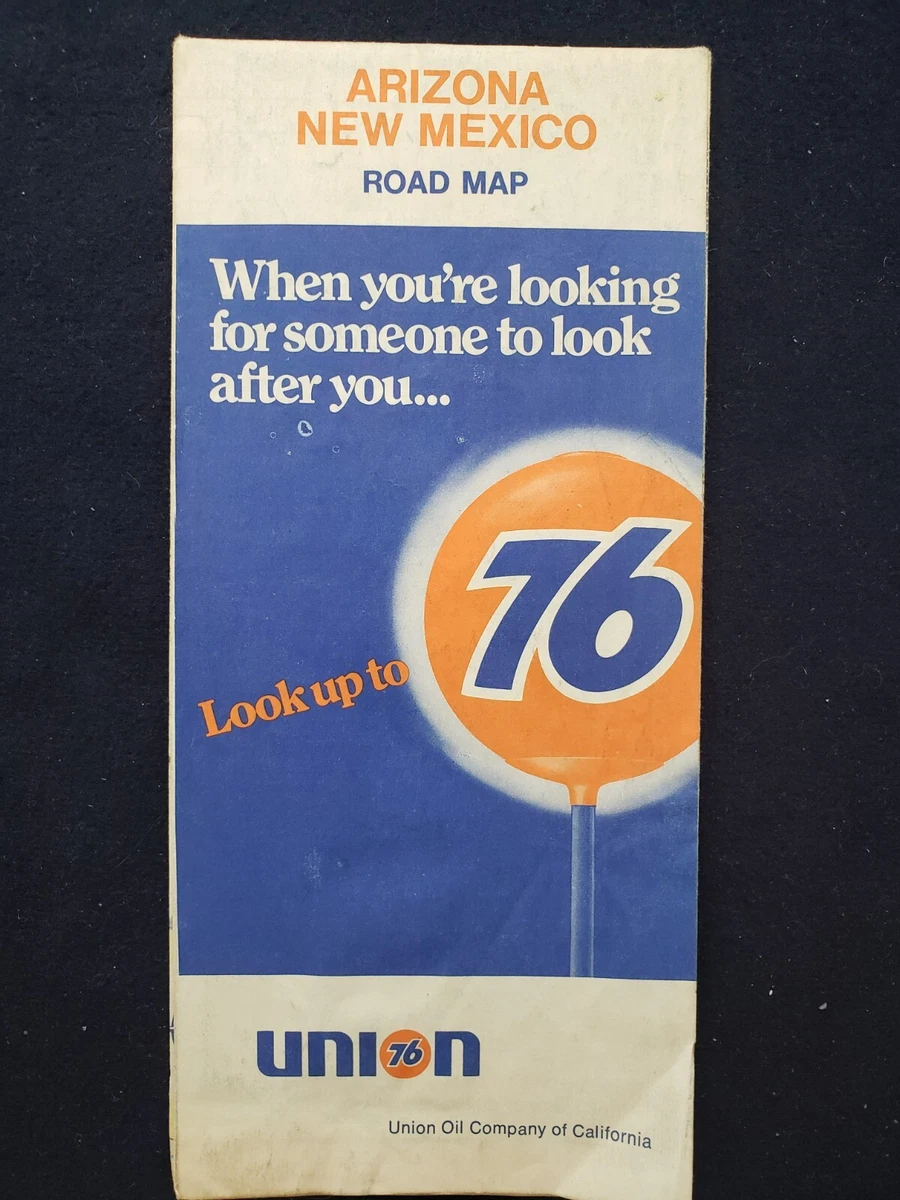 ARIZONA
NEW MEXICO
ROAD MAP
When you're looking
for someone to look
after you...
76
Look up to
union
76
Union Oil Company of California